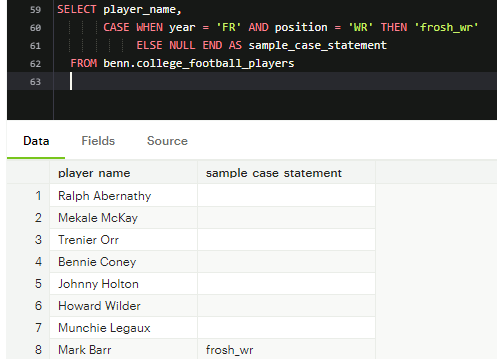 59 SELECT player_name,
60 CASE WHEN year = 'FR' AND position = 'WR' THEN 'frosh_wr'
61 ELSE NULL END AS sample_case_statement
62 FROM benn.college_football_players
63
Data Fields Source
player name sample case statement
1 Ralph Abernathy
2 Mekale McKay
3 Trenier Orr
4 Bennie Coney
5 Johnny Holton
6 Howard Wilder
7 Munchie Legaux
8 Mark Barr frosh_wr